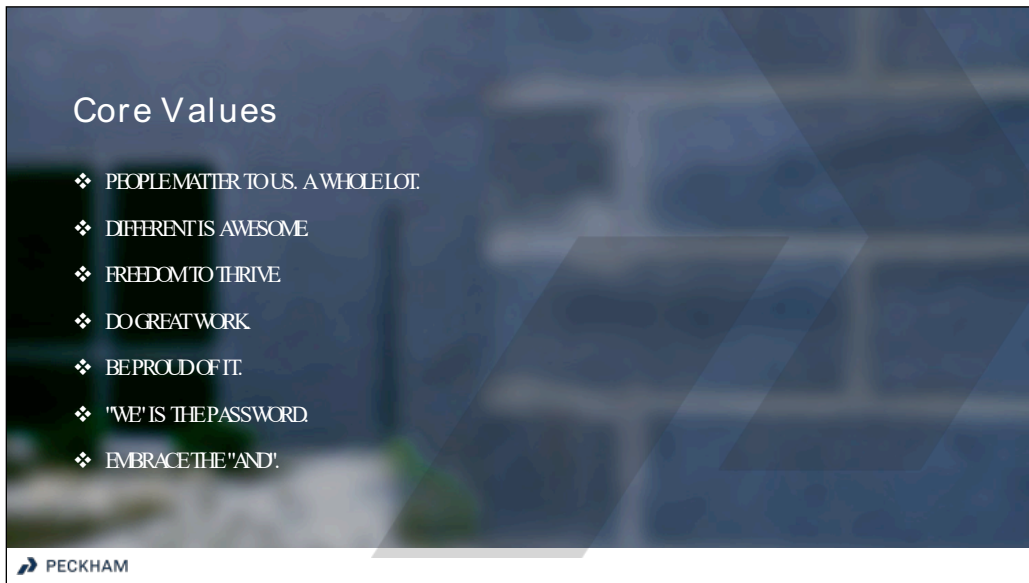 Core Values
❖ PEOPLE MATTER TO US. A WHOLE LOT.
❖ DIFFERENT IS AWESOME.
❖ FREEDOM TO THRIVE.
❖ DO GREAT WORK.
❖ BE PROUD OF IT.
❖ "WE" IS THE PASSWORD.
❖ EMBRACE THE "AND".
PECKHAM